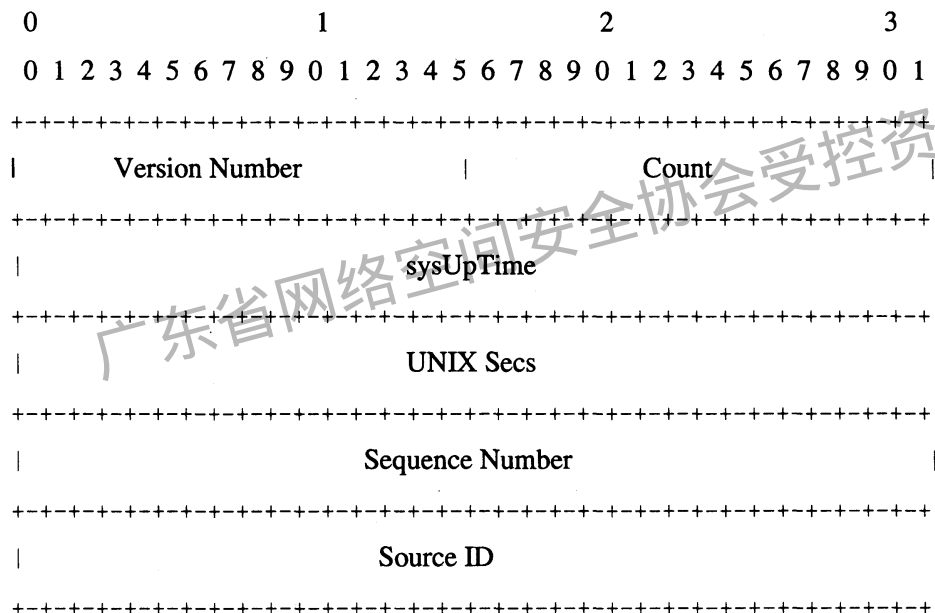 0 1 2 3
0 1 2 3 4 5 6 7 8 9 0 1 2 3 4 5 6 7 8 9 0 1 2 3 4 5 6 7 8 9 0 1
+-+-+-+-+-+-+-+-+-+-+-+-+-+-+-+-+-+-+-+-+-+-+-+-+-+-+-+-+-+-+-+-+
| Version Number | Count |
+-+-+-+-+-+-+-+-+-+-+-+-+-+-+-+-+-+-+-+-+-+-+-+-+-+-+-+-+-+-+-+-+
| sysUpTime
+-+-+-+-+-+-+-+-+-+-+-+-+-+-+-+-+-+-+-+-+-+-+-+-+-+-+-+-+-+-+-+-+
| UNIX Secs
+-+-+-+-+-+-+-+-+-+-+-+-+-+-+-+-+-+-+-+-+-+-+-+-+-+-+-+-+-+-+-+-+
| Sequence Number |
+-+-+-+-+-+-+-+-+-+-+-+-+-+-+-+-+-+-+-+-+-+-+-+-+-+-+-+-+-+-+-+-+
| Source ID
+-+-+-+-+-+-+-+-+-+-+-+-+-+-+-+-+-+-+-+-+-+-+-+-+-+-+-+-+-+-+-+-+
广东省网络空间安全协会受控资